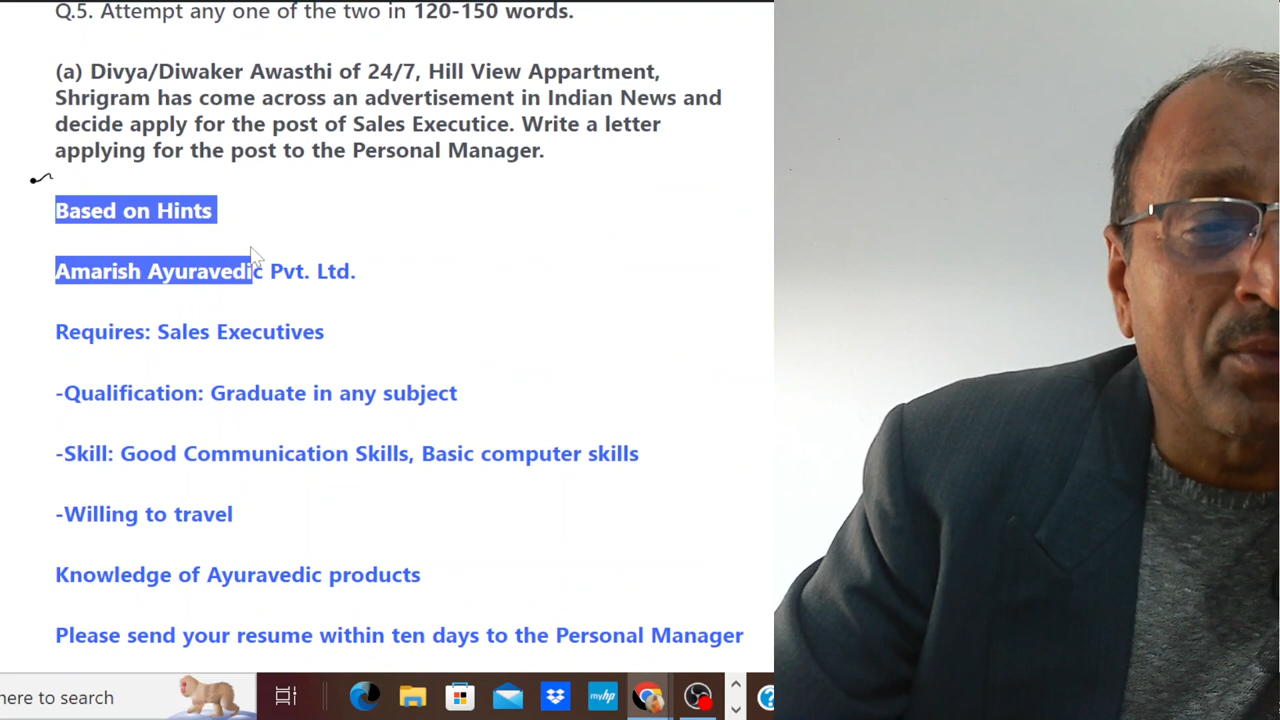 Q.5. Attempt any one of the two in 120-150 words.
(a) Divya/Diwaker Awasthi of 24/7, Hill View Appartment,
Shrigram has come across an advertisement in Indian News and
decide apply for the post of Sales Executice. Write a letter
applying for the post to the Personal Manager.
Based on Hints
Amarish Ayuravedic Pvt. Ltd.
Requires: Sales Executives
-Qualification: Graduate in any subject
-Skill: Good Communication Skills, Basic computer skills
-Willing to travel
Knowledge of Ayuravedic products
Please send your resume within ten days to the Personal Manager
here to search
myhp